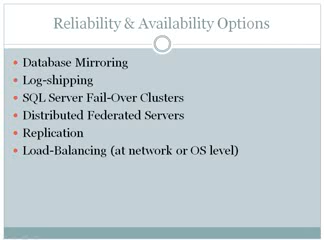 Reliability & Availability Options
Database Mirroring
Log-shipping
SQL Server Fail-Over Clusters
Distributed Federated Servers
Replication
Load-Balancing (at network or OS level)